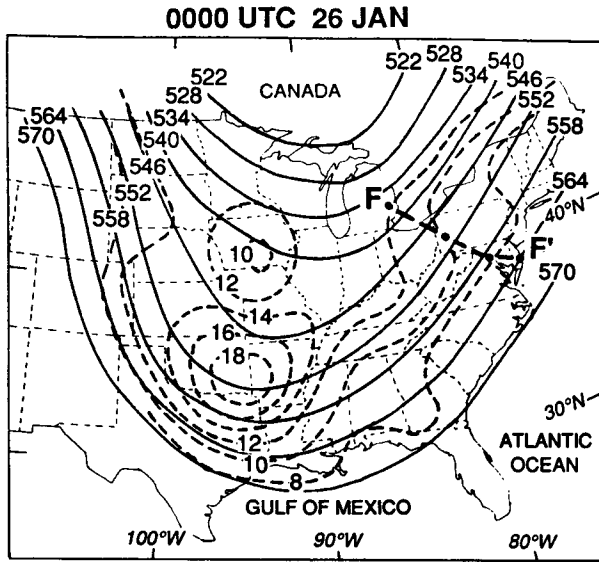 0000 UTC 26 JAN
522
528
534
540
546
552
558
564
570
CANADA
522
528
534
540
546
552
558
564
570
F
F'
10
12
14
16
18
12
10
8
40°N
30°N
ATLANTIC
OCEAN
GULF OF MEXICO
100°W
90°W
80°W